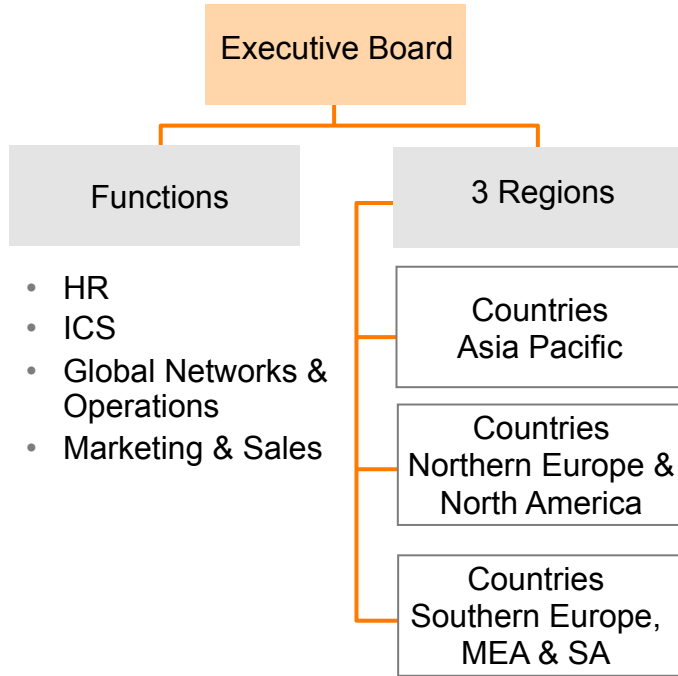 Executive Board
Functions
• HR
• ICS
• Global Networks &
Operations
• Marketing & Sales
3 Regions
Countries
Asia Pacific
Countries
Northern Europe &
North America
Countries
Southern Europe,
MEA & SA